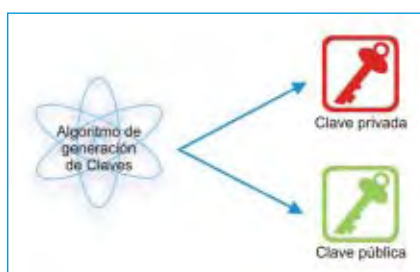 Algoritmo de
generación
de Claves
Clave privada
Clave pública